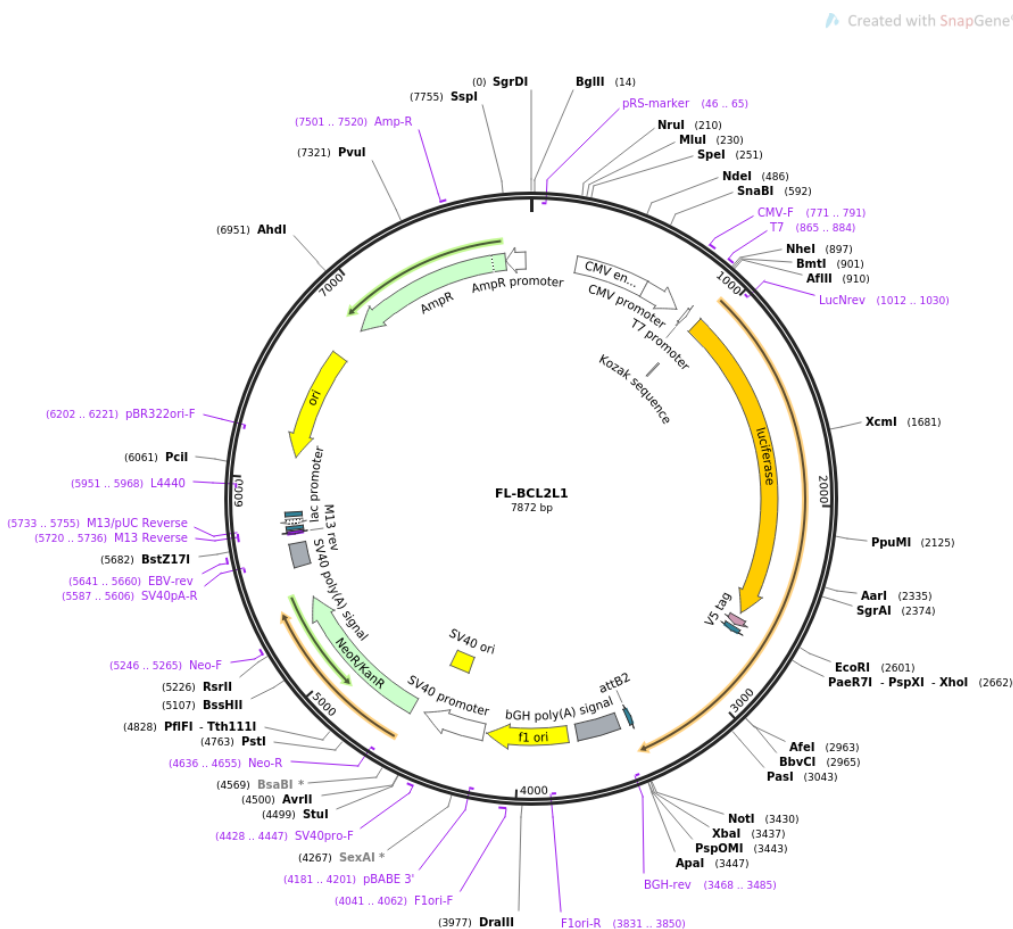 Created with SnapGene
(0) SgrDI
BglII (14)
(7755) SspI
pRS-marker (46 .. 65)
(7501 .. 7520) Amp-R
NruI (210)
MluI (230)
(7321) PvuI
SpeI (251)
NdeI (486)
SnaBI (592)
CMV-F (771 .. 791)
T7 (865 .. 884)
(6951) AhdI
NheI (897)
BmtI (901)
AflII (910)
LucNrev (1012 .. 1030)
7000
1000
AmpR
AmpR promoter
CMV en...
CMV promoter
T7 promoter
Kozak sequence
ori
luciferase
(6202 .. 6221) pBR322ori-F
XcmI (1681)
(6061) PciI
(5951 .. 5968) L4440
6000
2000
FL-BCL2L1
7872 bp
lac promoter
M13 rev
(5733 .. 5755) M13/pUC Reverse
(5720 .. 5736) M13 Reverse
PpuMI (2125)
(5682) BstZ17I
(5641 .. 5660) EBV-rev
(5587 .. 5606) SV40pA-R
SV40 poly(A) signal
AarI (2335)
SgrAI (2374)
V5 tag
NeoR/KanR
SV40 ori
(5246 .. 5265) Neo-F
EcoRI (2601)
PaeR7I - PspXI - XhoI (2662)
(5226) RsrII
(5107) BssHII
5000
3000
SV40 promoter
attB2
bGH poly(A) signal
f1 ori
(4828) PflFI - Tth111I
(4763) PstI
(4636 .. 4655) Neo-R
AfeI (2963)
BbvCI (2965)
PasI (3043)
(4569) BsaBI *
(4500) AvrII
(4499) StuI
4000
(4428 .. 4447) SV40pro-F
NotI (3430)
XbaI (3437)
PspOMI (3443)
ApaI (3447)
(4267) SexAI *
(4181 .. 4201) pBABE 3'
BGH-rev (3468 .. 3485)
(4041 .. 4062) F1ori-F
(3977) DraIII
F1ori-R (3831 .. 3850)